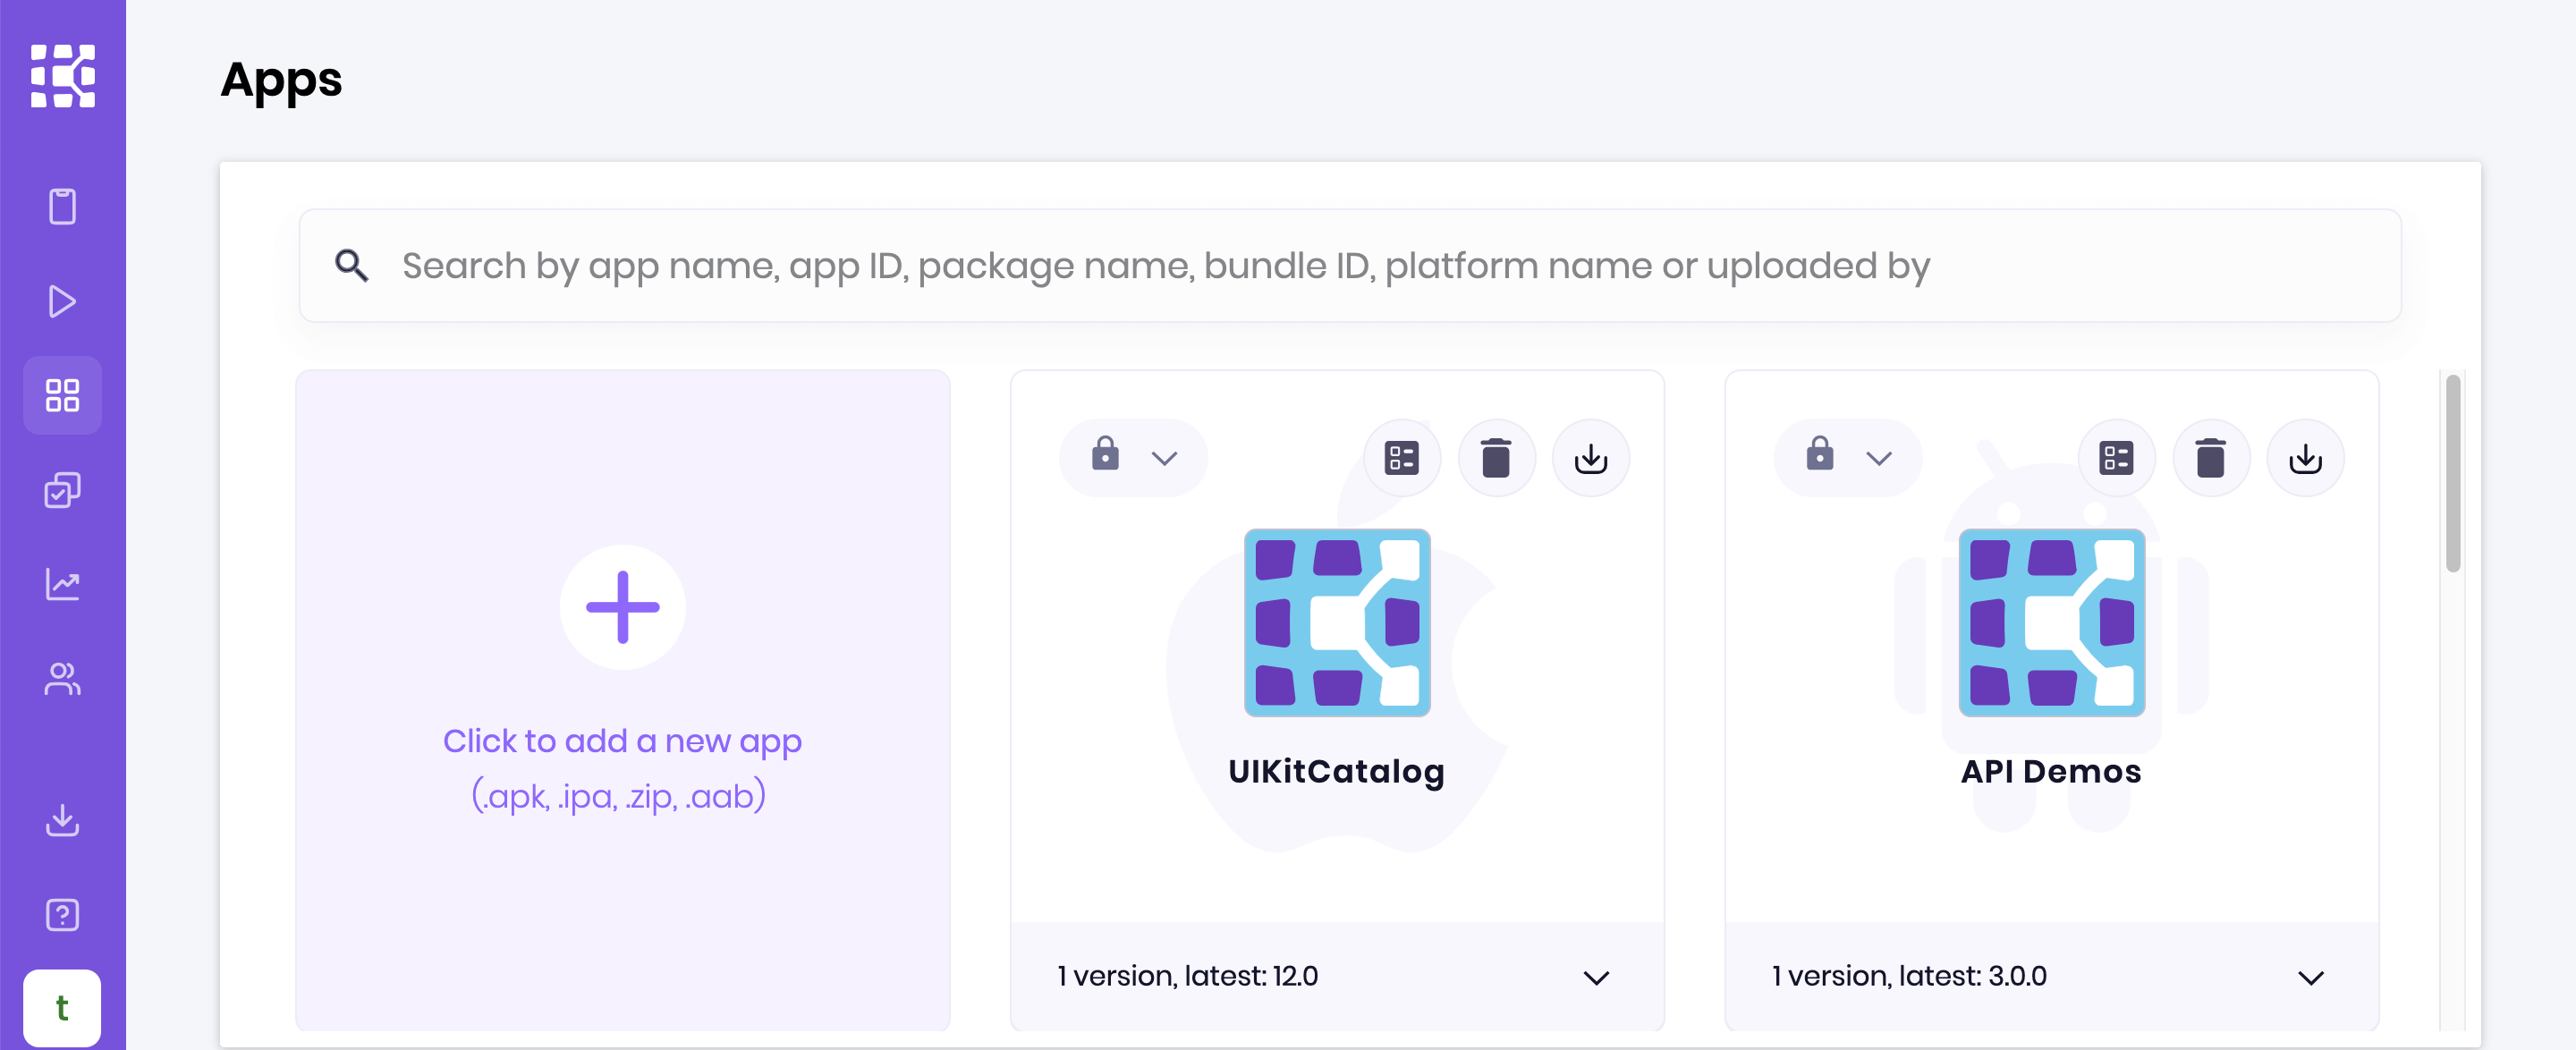 Apps
Search by app name, app ID, package name, bundle ID, platform name or uploaded by
Click to add a new app
(.apk, .ipa, .zip, .aab)
UIKitCatalog
1 version, latest: 12.0
API Demos
1 version, latest: 3.0.0
t